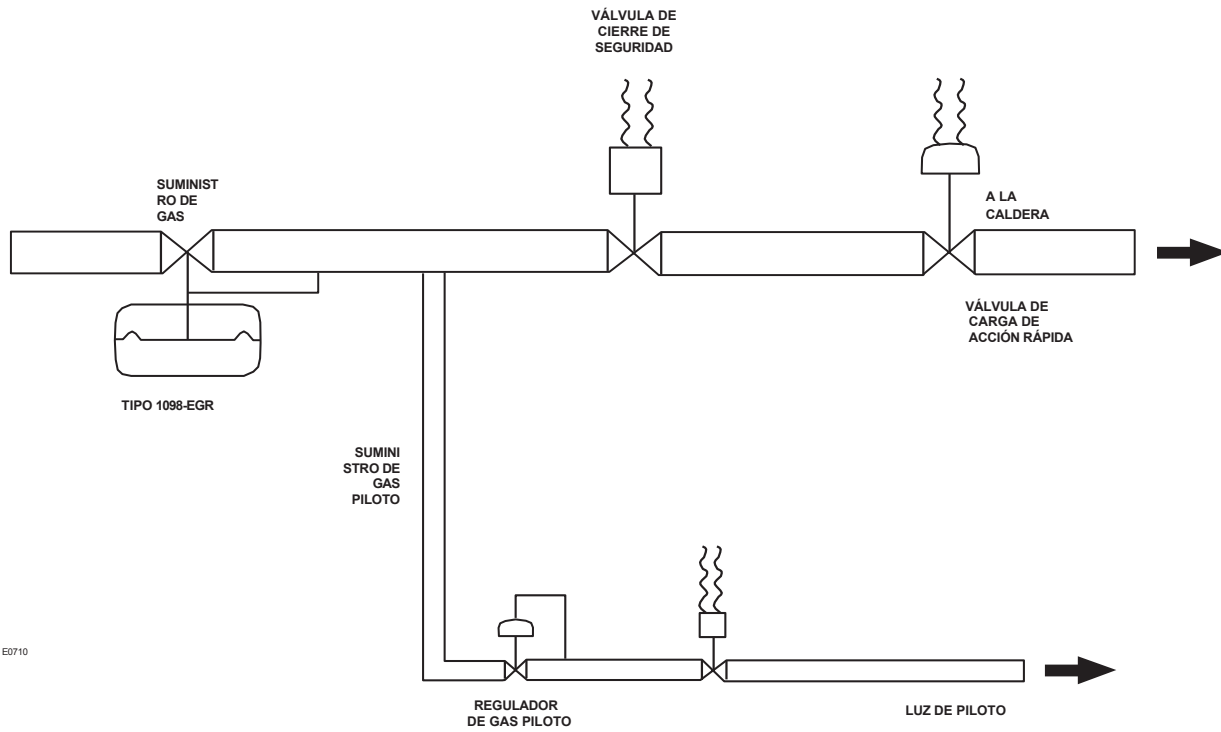 VÁLVULA DE
CIERRE DE
SEGURIDAD
SUMINIST
RO DE
GAS
A LA
CALDERA
VÁLVULA DE
CARGA DE
ACCIÓN RÁPIDA
TIPO 1098-EGR
SUMINI
STRO DE
GAS
PILOTO
E0710
REGULADOR
DE GAS PILOTO
LUZ DE PILOTO